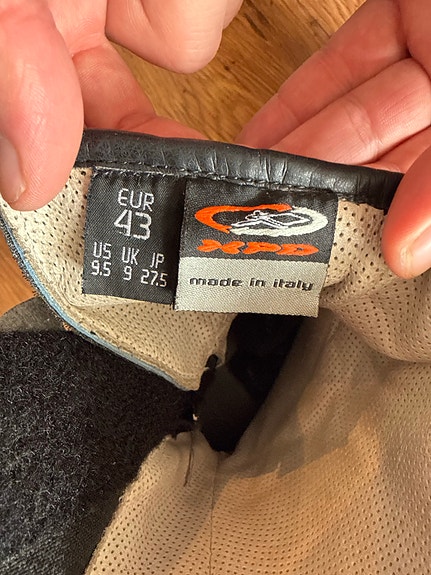 EUR
43
US UK JP
9.5 9 27.5
XPD
made in italy